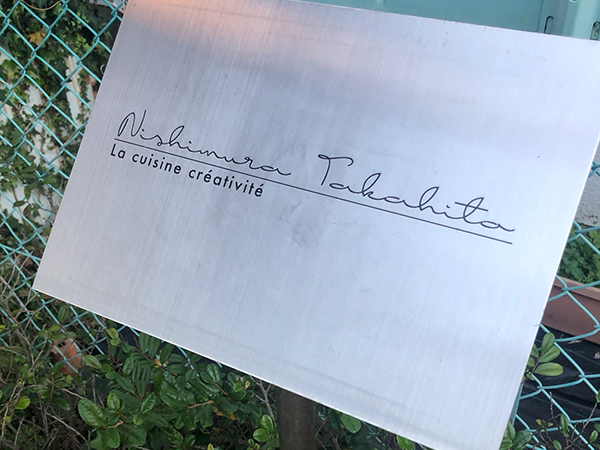 Nishimura Takahito
La cuisine créativité